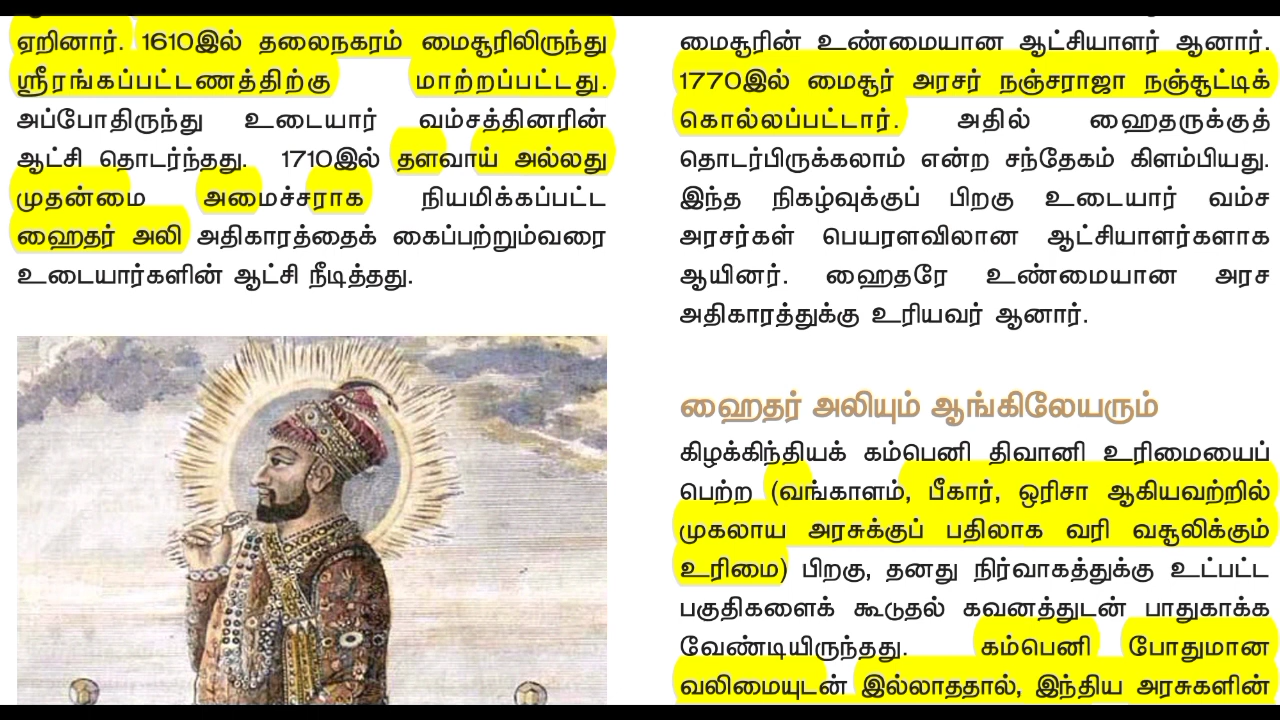 ஏறினார். 1610இல் தலைநகரம் மைசூரிலிருந்து
ஸ்ரீரங்கப்பட்டணத்திற்கு மாற்றப்பட்டது.
அப்போதிருந்து உடையார் வம்சத்தினரின்
ஆட்சி தொடர்ந்தது. 1710இல் தளவாய் அல்லது
முதன்மை அமைச்சராக நியமிக்கப்பட்ட
ஹைதர் அலி அதிகாரத்தைக் கைப்பற்றும்வரை
உடையார்களின் ஆட்சி நீடித்தது.
மைசூரின் உண்மையான ஆட்சியாளர் ஆனார்.
1770இல் மைசூர் அரசர் நஞ்சராஜா நஞ்சூட்டிக்
கொல்லப்பட்டார். அதில் ஹைதருக்குத்
தொடர்பிருக்கலாம் என்ற சந்தேகம் கிளம்பியது.
இந்த நிகழ்வுக்குப் பிறகு உடையார் வம்ச
அரசர்கள் பெயரளவிலான ஆட்சியாளர்களாக
ஆயினர். ஹைதரே உண்மையான அரச
அதிகாரத்துக்கு உரியவர் ஆனார்.
ஹைதர் அலியும் ஆங்கிலேயரும்
கிழக்கிந்தியக் கம்பெனி திவானி உரிமையைப்
பெற்ற (வங்காளம், பீகார், ஒரிசா ஆகியவற்றில்
முகலாய அரசுக்குப் பதிலாக வரி வசூலிக்கும்
உரிமை) பிறகு, தனது நிர்வாகத்துக்கு உட்பட்ட
பகுதிகளைக் கூடுதல் கவனத்துடன் பாதுகாக்க
வேண்டியிருந்தது. கம்பெனி போதுமான
வலிமையுடன் இல்லாததால், இந்திய அரசுகளின்